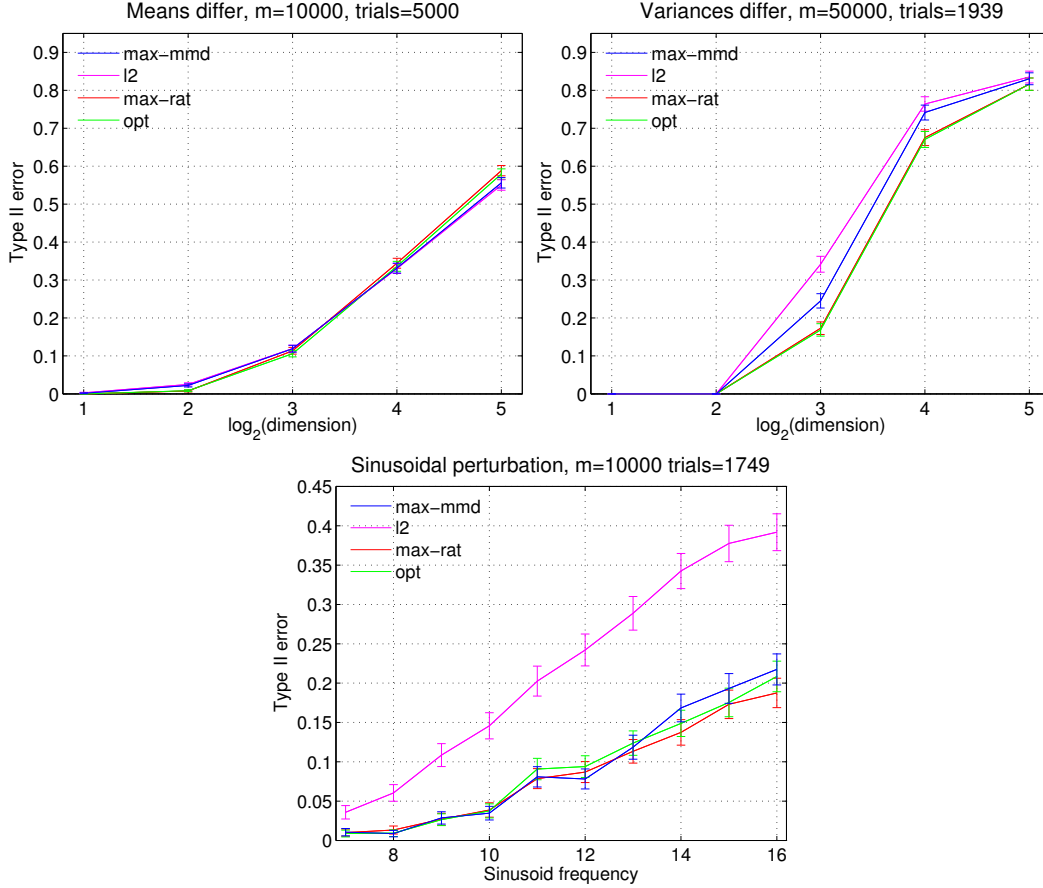 Means differ, m=10000, trials=5000
0.9
0.8
0.7
0.6
0.5
0.4
0.3
0.2
0.1
0
Type II error
max−mmd
l2
max−rat
opt
1 2 3 4 5
log2(dimension)
Variances differ, m=50000, trials=1939
0.9
0.8
0.7
0.6
0.5
0.4
0.3
0.2
0.1
0
Type II error
max−mmd
l2
max−rat
opt
1 2 3 4 5
log2(dimension)
Sinusoidal perturbation, m=10000 trials=1749
0.45
0.4
0.35
0.3
0.25
0.2
0.15
0.1
0.05
0
Type II error
max−mmd
l2
max−rat
opt
8 10 12 14 16
Sinusoid frequency